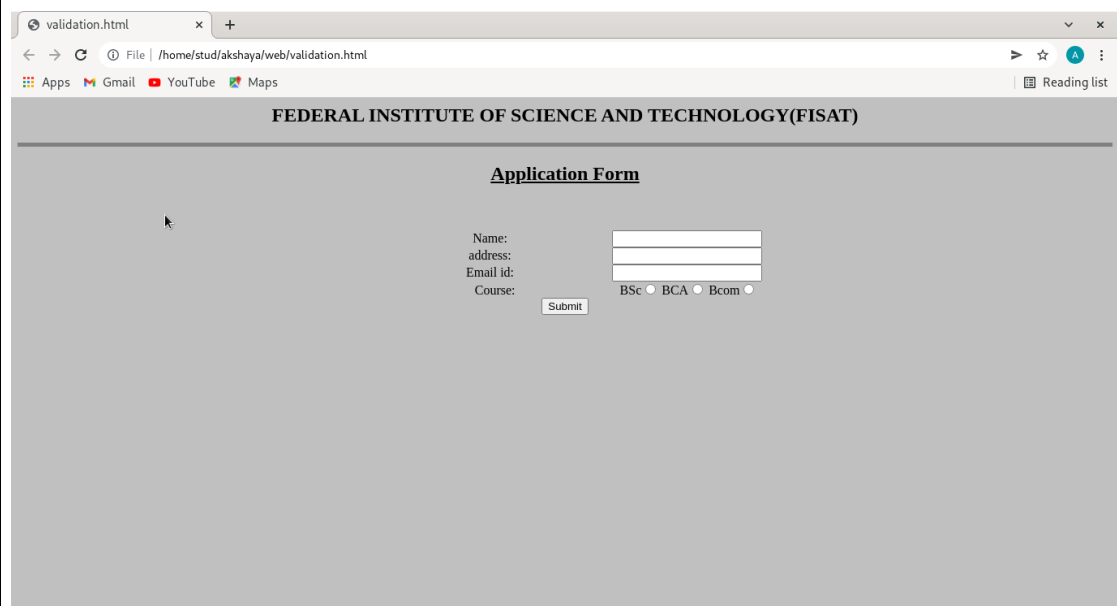 validation.html
File | /home/stud/akshaya/web/validation.html A
Apps Gmail YouTube Maps Reading list
FEDERAL INSTITUTE OF SCIENCE AND TECHNOLOGY(FISAT)
Application Form
Name:
address:
Email id:
Course: BSc BCA Bcom
Submit